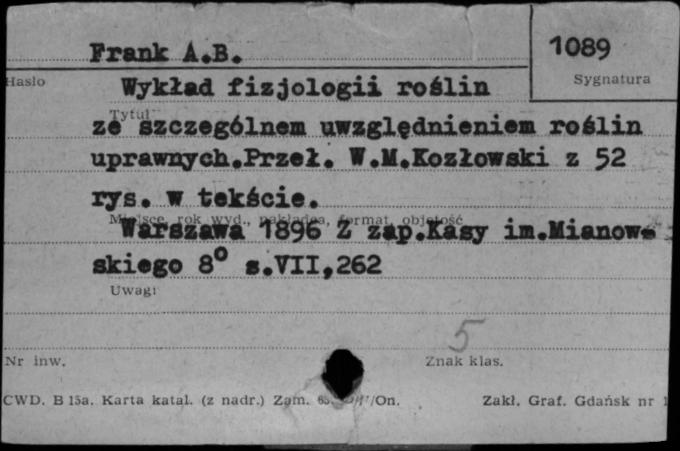 Frank A.B.
1089
Hasło
Sygnatura
Wykład fizjologii roślin
Tytuł
ze szczególnem uwzględnieniem roślin
uprawnych.Przeł. W.M.Kozłowski z 52
rys. w tekście.
Miejsce, rok wyd., nakładca, format, objętość
Warszawa 1896 Z zap.Kasy im.Mianow-
skiego 8° s.VII,262
Uwagi
5
Nr inw.
Znak klas.
CWD. B 15a. Karta katal. (z nadr.) Zam. /On.
Zakł. Graf. Gdańsk nr